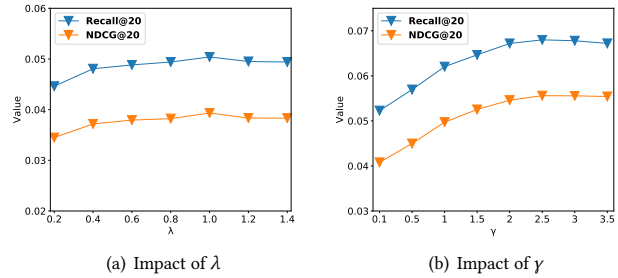 Recall@20
NDCG@20
Value
0.06
0.05
0.04
0.03
0.02
0.2 0.4 0.6 0.8 1.0 1.2 1.4
λ
(a) Impact of λ
Recall@20
NDCG@20
Value
0.07
0.06
0.05
0.04
0.03
0.1 0.5 1.0 1.5 2 2.5 3 3.5
γ
(b) Impact of γ